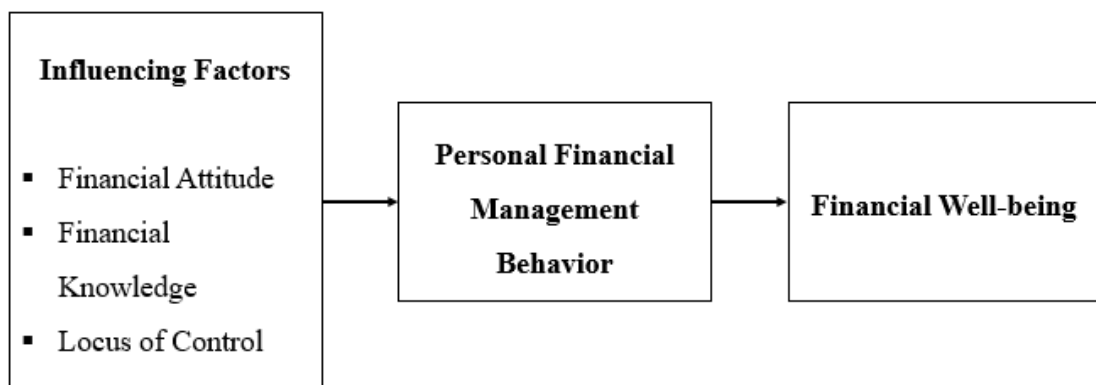 Influencing Factors
▪ Financial Attitude
▪ Financial
Knowledge
▪ Locus of Control
Personal Financial
Management
Behavior
Financial Well-being